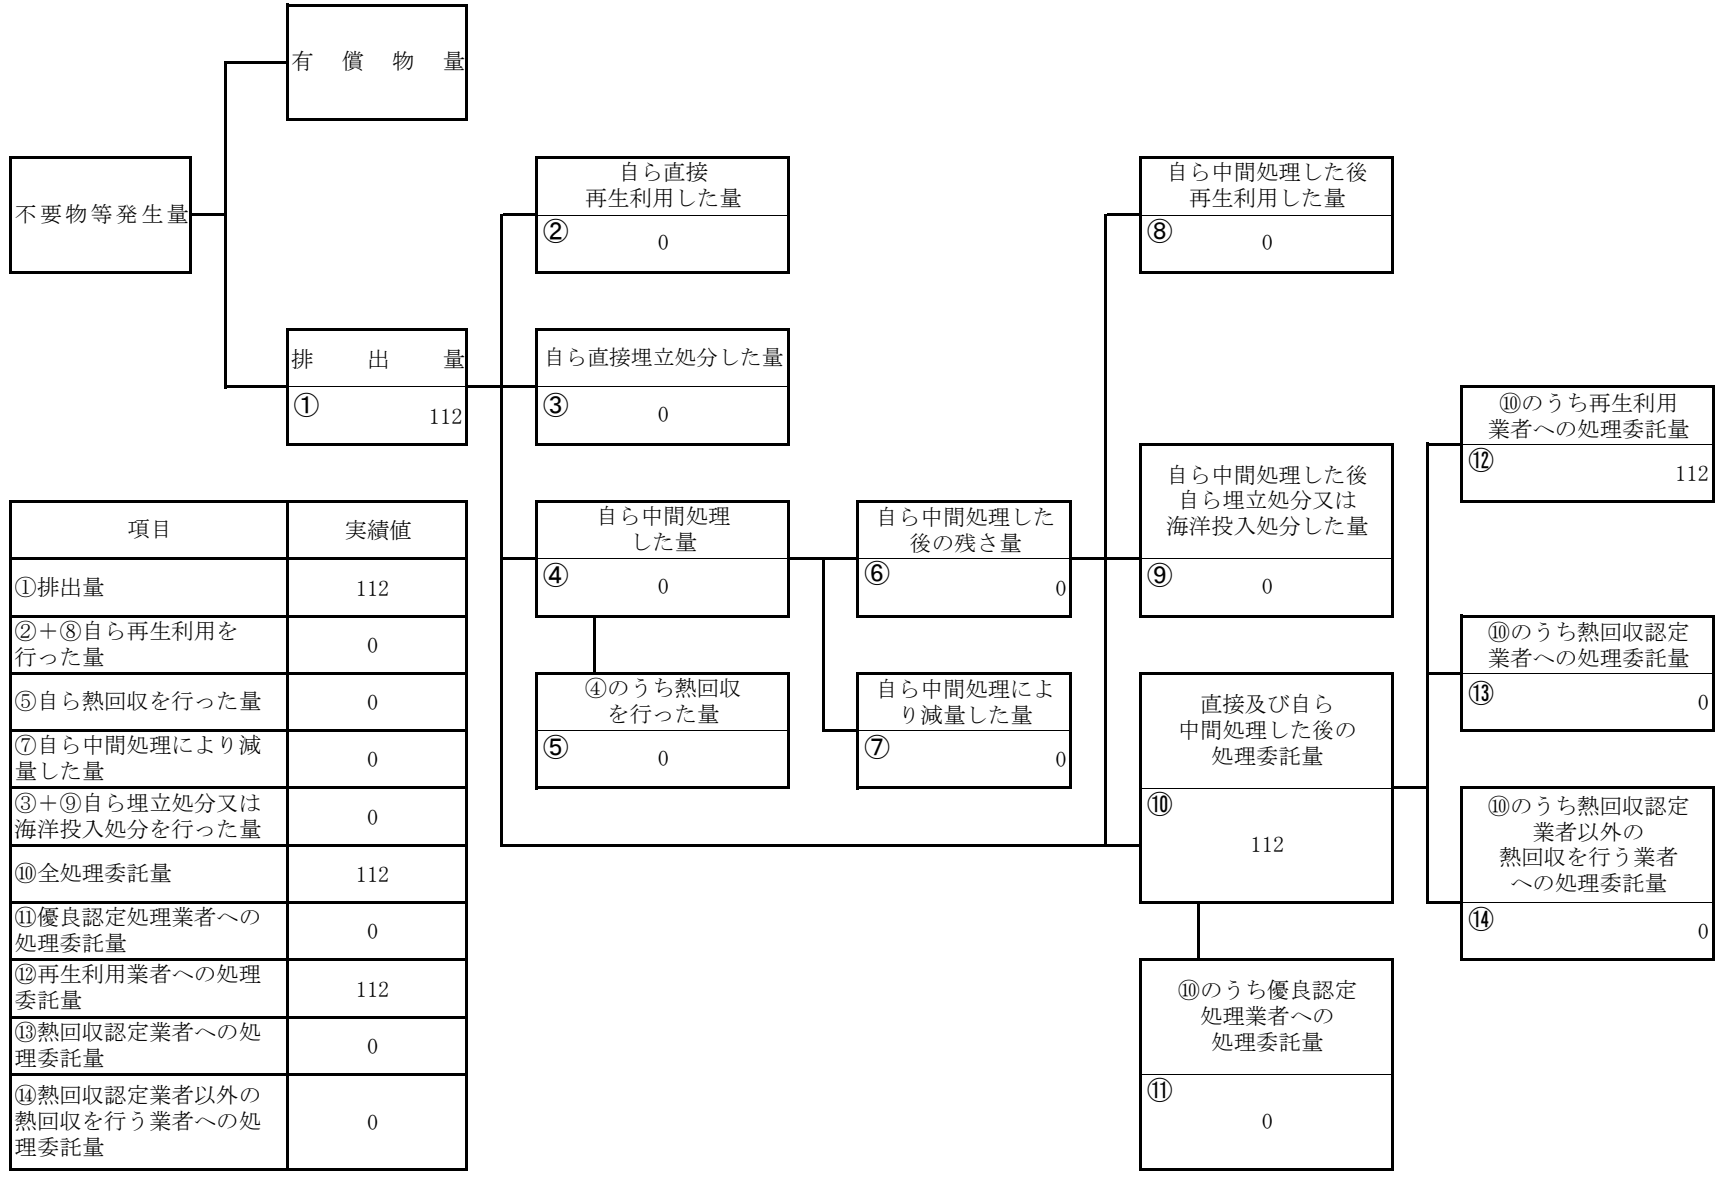 有償物量
不要物等発生量
排出量
①
112
自ら直接
再生利用した量
②
0
自ら直接埋立処分した量
③
0
自ら中間処理
した量
④
0
④のうち熱回収
を行った量
⑤
0
自ら中間処理した
後の残さ量
⑥
0
自ら中間処理によ
り減量した量
⑦
0
自ら中間処理した後
再生利用した量
⑧
0
自ら中間処理した後
自ら埋立処分又は
海洋投入処分した量
⑨
0
直接及び自ら
中間処理した後の
処理委託量
⑩
112
⑩のうち優良認定
処理業者への
処理委託量
⑪
0
⑩のうち再生利用
業者への処理委託量
⑫
112
⑩のうち熱回収認定
業者への処理委託量
⑬
0
⑩のうち熱回収認定
業者以外の
熱回収を行う業者
への処理委託量
⑭
0
項目 実績値
①排出量 112
②+⑧自ら再生利用を
行った量 0
⑤自ら熱回収を行った量 0
⑦自ら中間処理により減
量した量 0
③+⑨自ら埋立処分又は
海洋投入処分を行った量 0
⑩全処理委託量 112
⑪優良認定処理業者への
処理委託量 0
⑫再生利用業者への処理
委託量 112
⑬熱回収認定業者への処
理委託量 0
⑭熱回収認定業者以外の
熱回収を行う業者への処
理委託量 0